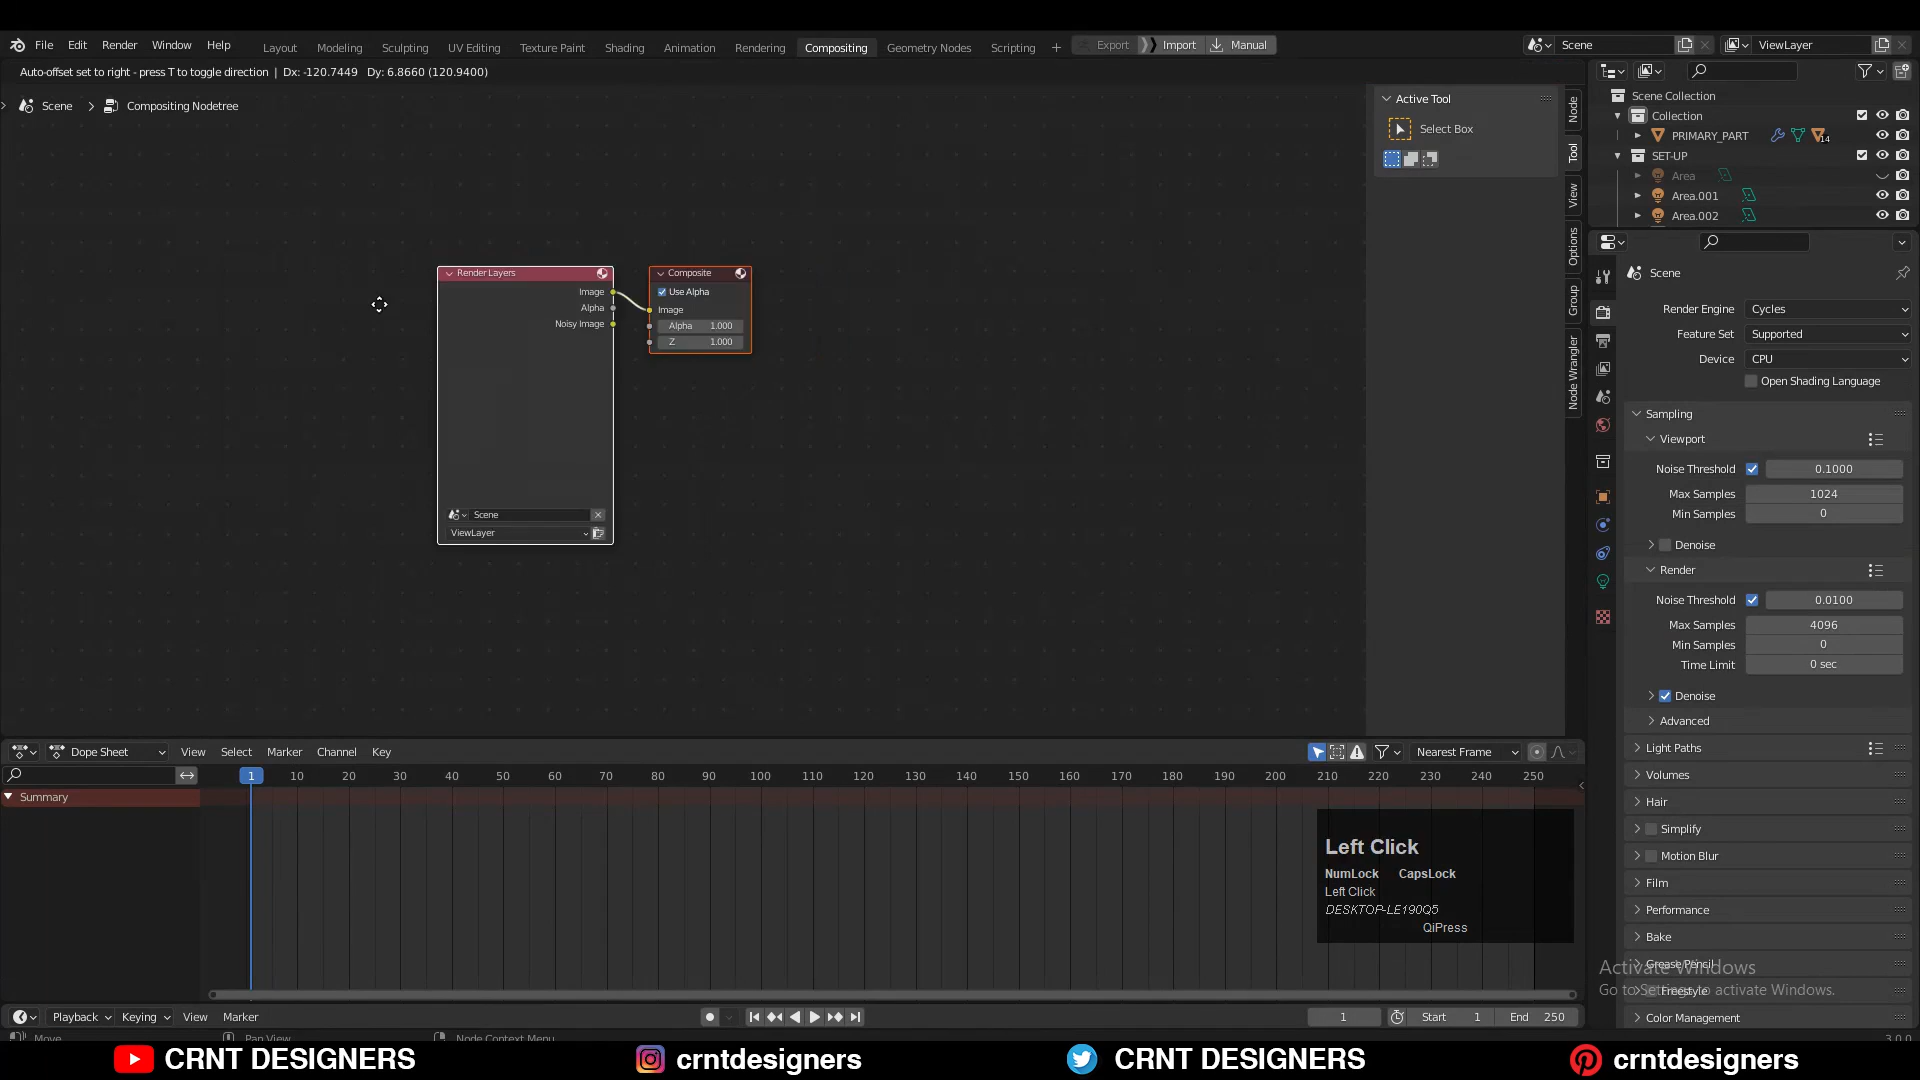 File Edit Render Window Help
Layout Modeling Sculpting UV Editing Texture Paint Shading Animation Rendering Compositing Geometry Nodes Scripting +
Export Import Manual
Scene
ViewLayer
Auto-offset set to right - press T to toggle direction | Dx: -120.7449 Dy: 6.8660 (120.9400)
Scene > Compositing Nodetree
Active Tool
Select Box
Node
Tool
View
Options
Group
Node Wrangler
Render Layers
Image
Alpha
Noisy Image
Scene
ViewLayer
Composite
Use Alpha
Image
Alpha 1.000
Z 1.000
Scene Collection
Collection
PRIMARY_PART
14
SET-UP
Area
Area.001
Area.002
Scene
Render Engine Cycles
Feature Set Supported
Device CPU
Open Shading Language
Sampling
Viewport
Noise Threshold 0.1000
Max Samples 1024
Min Samples 0
Denoise
Render
Noise Threshold 0.0100
Max Samples 4096
Min Samples 0
Time Limit 0 sec
Denoise
Advanced
Light Paths
Volumes
Hair
Simplify
Motion Blur
Film
Performance
Bake
Grease Pencil
Freestyle
Color Management
Activate Windows
Go to Settings to activate Windows.
Dope Sheet View Select Marker Channel Key
Nearest Frame
1 10 20 30 40 50 60 70 80 90 100 110 120 130 140 150 160 170 180 190 200 210 220 230 240 250
Summary
Left Click
NumLock CapsLock
Left Click
DESKTOP-LE190Q5
QiPress
Playback Keying View Marker
1 Start 1 End 250
Move Pan View Node Context Menu
3.0.0
CRNT DESIGNERS crntdesigners CRNT DESIGNERS crntdesigners